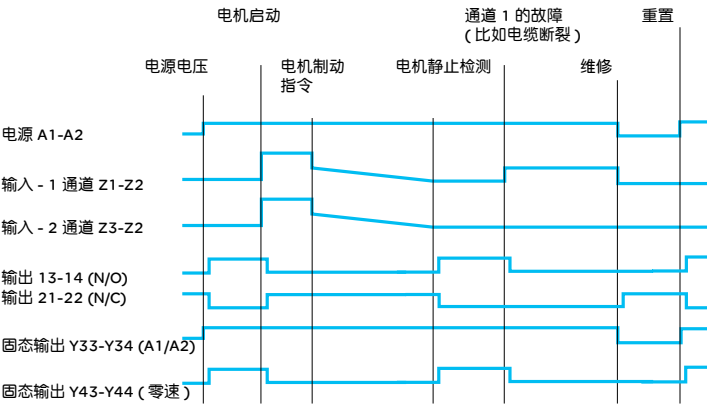 电机启动
通道 1 的故障
(比如电缆断裂)
重置
电源电压
电机制动
指令
电机静止检测
维修
电源 A1-A2
输入 - 1 通道 Z1-Z2
输入 - 2 通道 Z3-Z2
输出 13-14 (N/O)
输出 21-22 (N/C)
固态输出 Y33-Y34 (A1/A2)
固态输出 Y43-Y44 (零速)